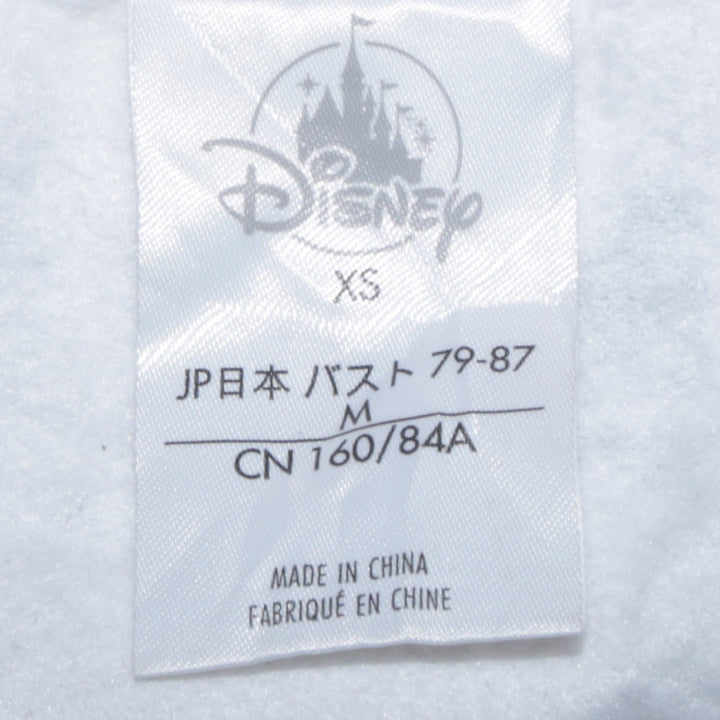 Disney
XS
JP日本 バスト 79-87
M
CN 160/84A
MADE IN CHINA
FABRIQUÉ EN CHINE